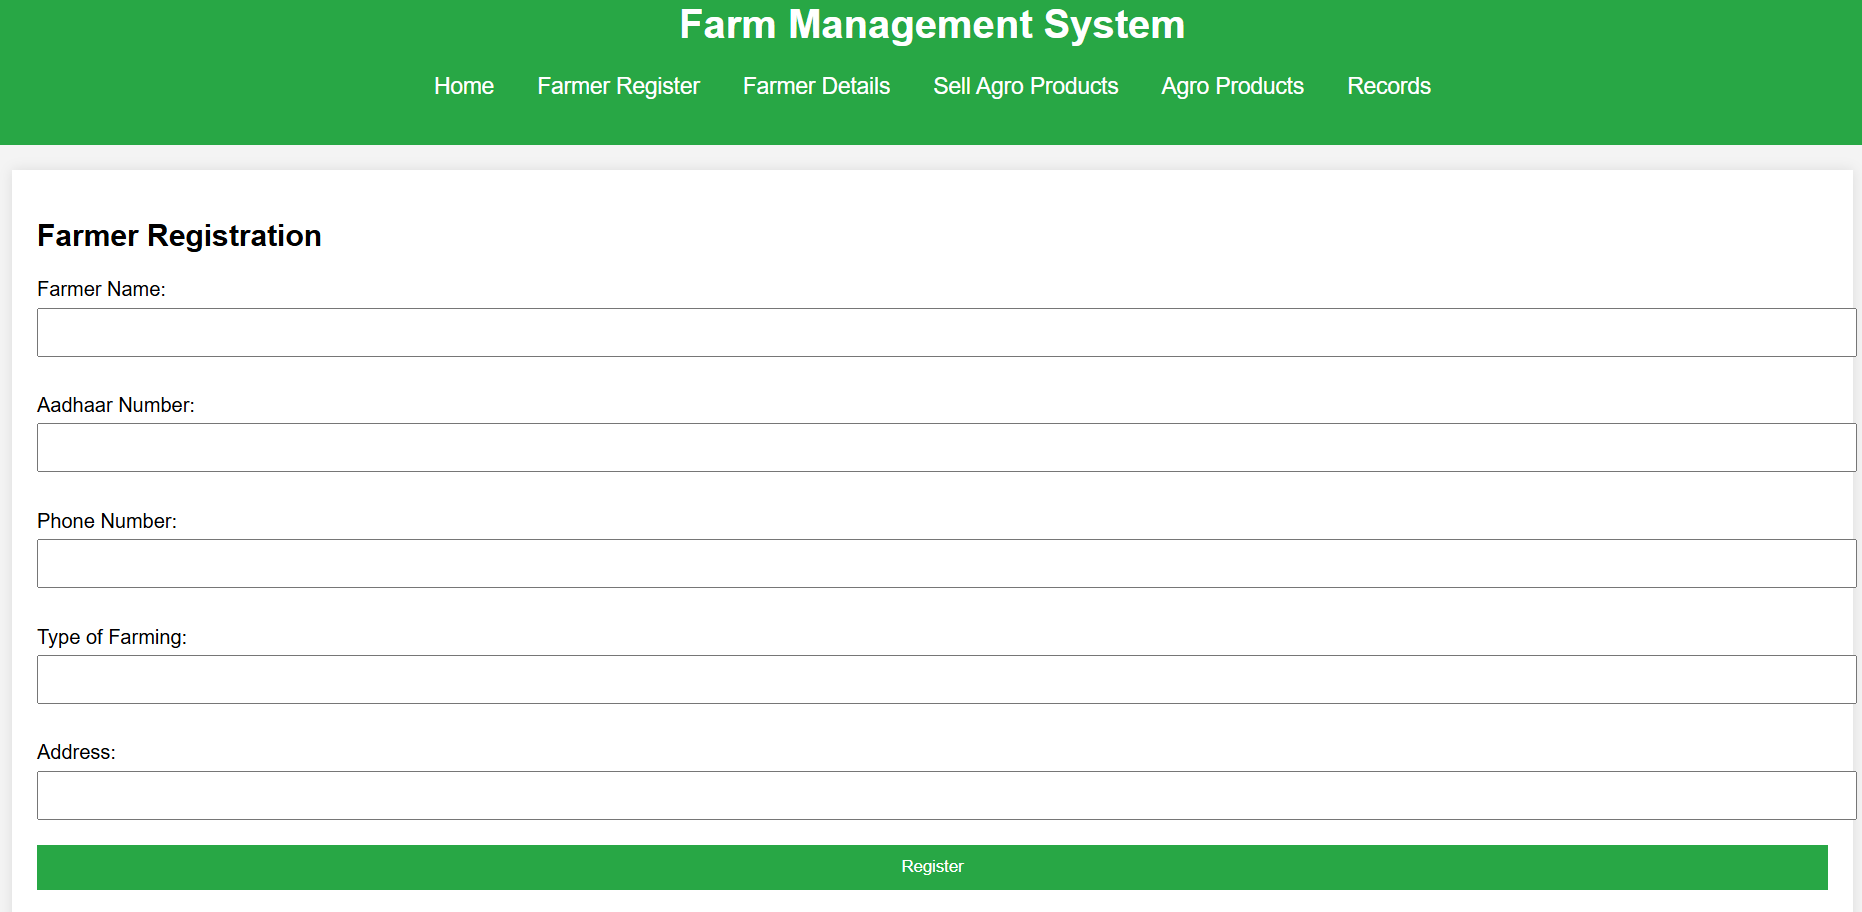 Farm Management System
Home Farmer Register Farmer Details Sell Agro Products Agro Products Records
Farmer Registration
Farmer Name:
Aadhaar Number:
Phone Number:
Type of Farming:
Address:
Register